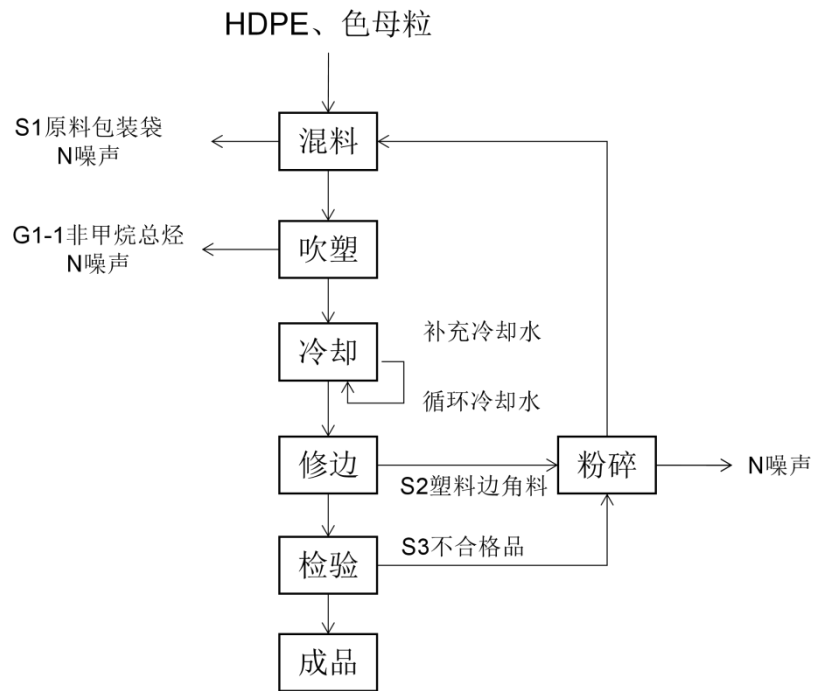 HDPE、色母粒
S1原料包装袋
N噪声
混料
G1-1非甲烷总烃
N噪声
吹塑
冷却
补充冷却水
循环冷却水
修边
S2塑料边角料
粉碎
N噪声
检验
S3不合格品
成品